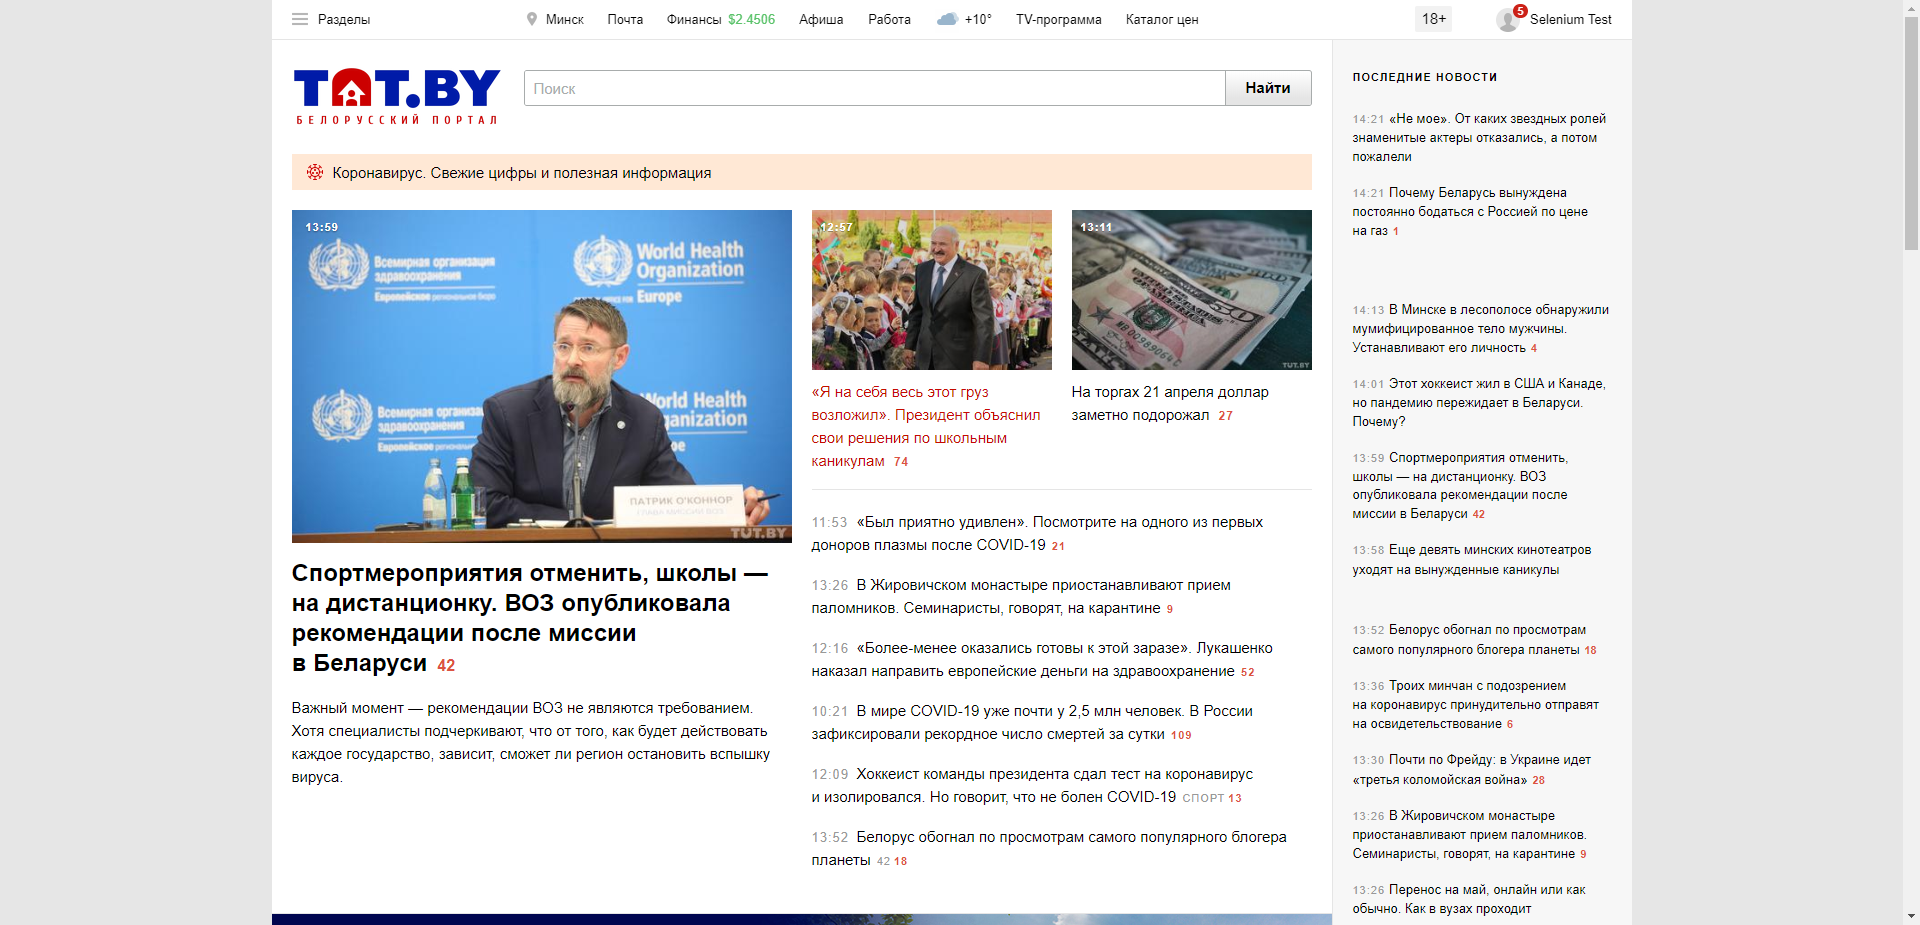 Разделы
Минск
Почта
Финансы $2.4506
Афиша
Работа
+10°
TV-программа
Каталог цен
18+
5
Selenium Test
TUT.BY
БЕЛОРУССКИЙ ПОРТАЛ
Поиск
Найти
Коронавирус. Свежие цифры и полезная информация
13:59
Всемирная организация
здравоохранения
Европейское региональное бюро
World Health
Organization
Europe
Всемирная организа
здравоохранения
Европейское регионально
World Health
ganization
pe
ПАТРИК О'КОННОР
ГЛАВА МИССИИ ВОЗ
TUT.BY
Спортмероприятия отменить, школы —
на дистанционку. ВОЗ опубликовала
рекомендации после миссии
в Беларуси 42
Важный момент — рекомендации ВОЗ не являются требованием.
Хотя специалисты подчеркивают, что от того, как будет действовать
каждое государство, зависит, сможет ли регион остановить вспышку
вируса.
12:57
«Я на себя весь этот груз
возложил». Президент объяснил
свои решения по школьным
каникулам 74
13:11
TUT.BY
На торгах 21 апреля доллар
заметно подорожал 27
11:53 «Был приятно удивлен». Посмотрите на одного из первых
доноров плазмы после COVID-19 21
13:26 В Жировичском монастыре приостанавливают прием
паломников. Семинаристы, говорят, на карантине 9
12:16 «Более-менее оказались готовы к этой заразе». Лукашенко
наказал направить европейские деньги на здравоохранение 52
10:21 В мире COVID-19 уже почти у 2,5 млн человек. В России
зафиксировали рекордное число смертей за сутки 109
12:09 Хоккеист команды президента сдал тест на коронавирус
и изолировался. Но говорит, что не болен COVID-19 СПОРТ 13
13:52 Белорус обогнал по просмотрам самого популярного блогера
планеты 42 18
ПОСЛЕДНИЕ НОВОСТИ
14:21 «Не мое». От каких звездных ролей
знаменитые актеры отказались, а потом
пожалели
14:21 Почему Беларусь вынуждена
постоянно бодаться с Россией по цене
на газ 1
14:13 В Минске в лесополосе обнаружили
мумифицированное тело мужчины.
Устанавливают его личность 4
14:01 Этот хоккеист жил в США и Канаде,
но пандемию пережидает в Беларуси.
Почему?
13:59 Спортмероприятия отменить,
школы — на дистанционку. ВОЗ
опубликовала рекомендации после
миссии в Беларуси 42
13:58 Еще девять минских кинотеатров
уходят на вынужденные каникулы
13:52 Белорус обогнал по просмотрам
самого популярного блогера планеты 18
13:36 Троих минчан с подозрением
на коронавирус принудительно отправят
на освидетельствование 6
13:30 Почти по Фрейду: в Украине идет
«третья коломойская война» 28
13:26 В Жировичском монастыре
приостанавливают прием паломников.
Семинаристы, говорят, на карантине 9
13:26 Перенос на май, онлайн или как
обычно. Как в вузах проходит